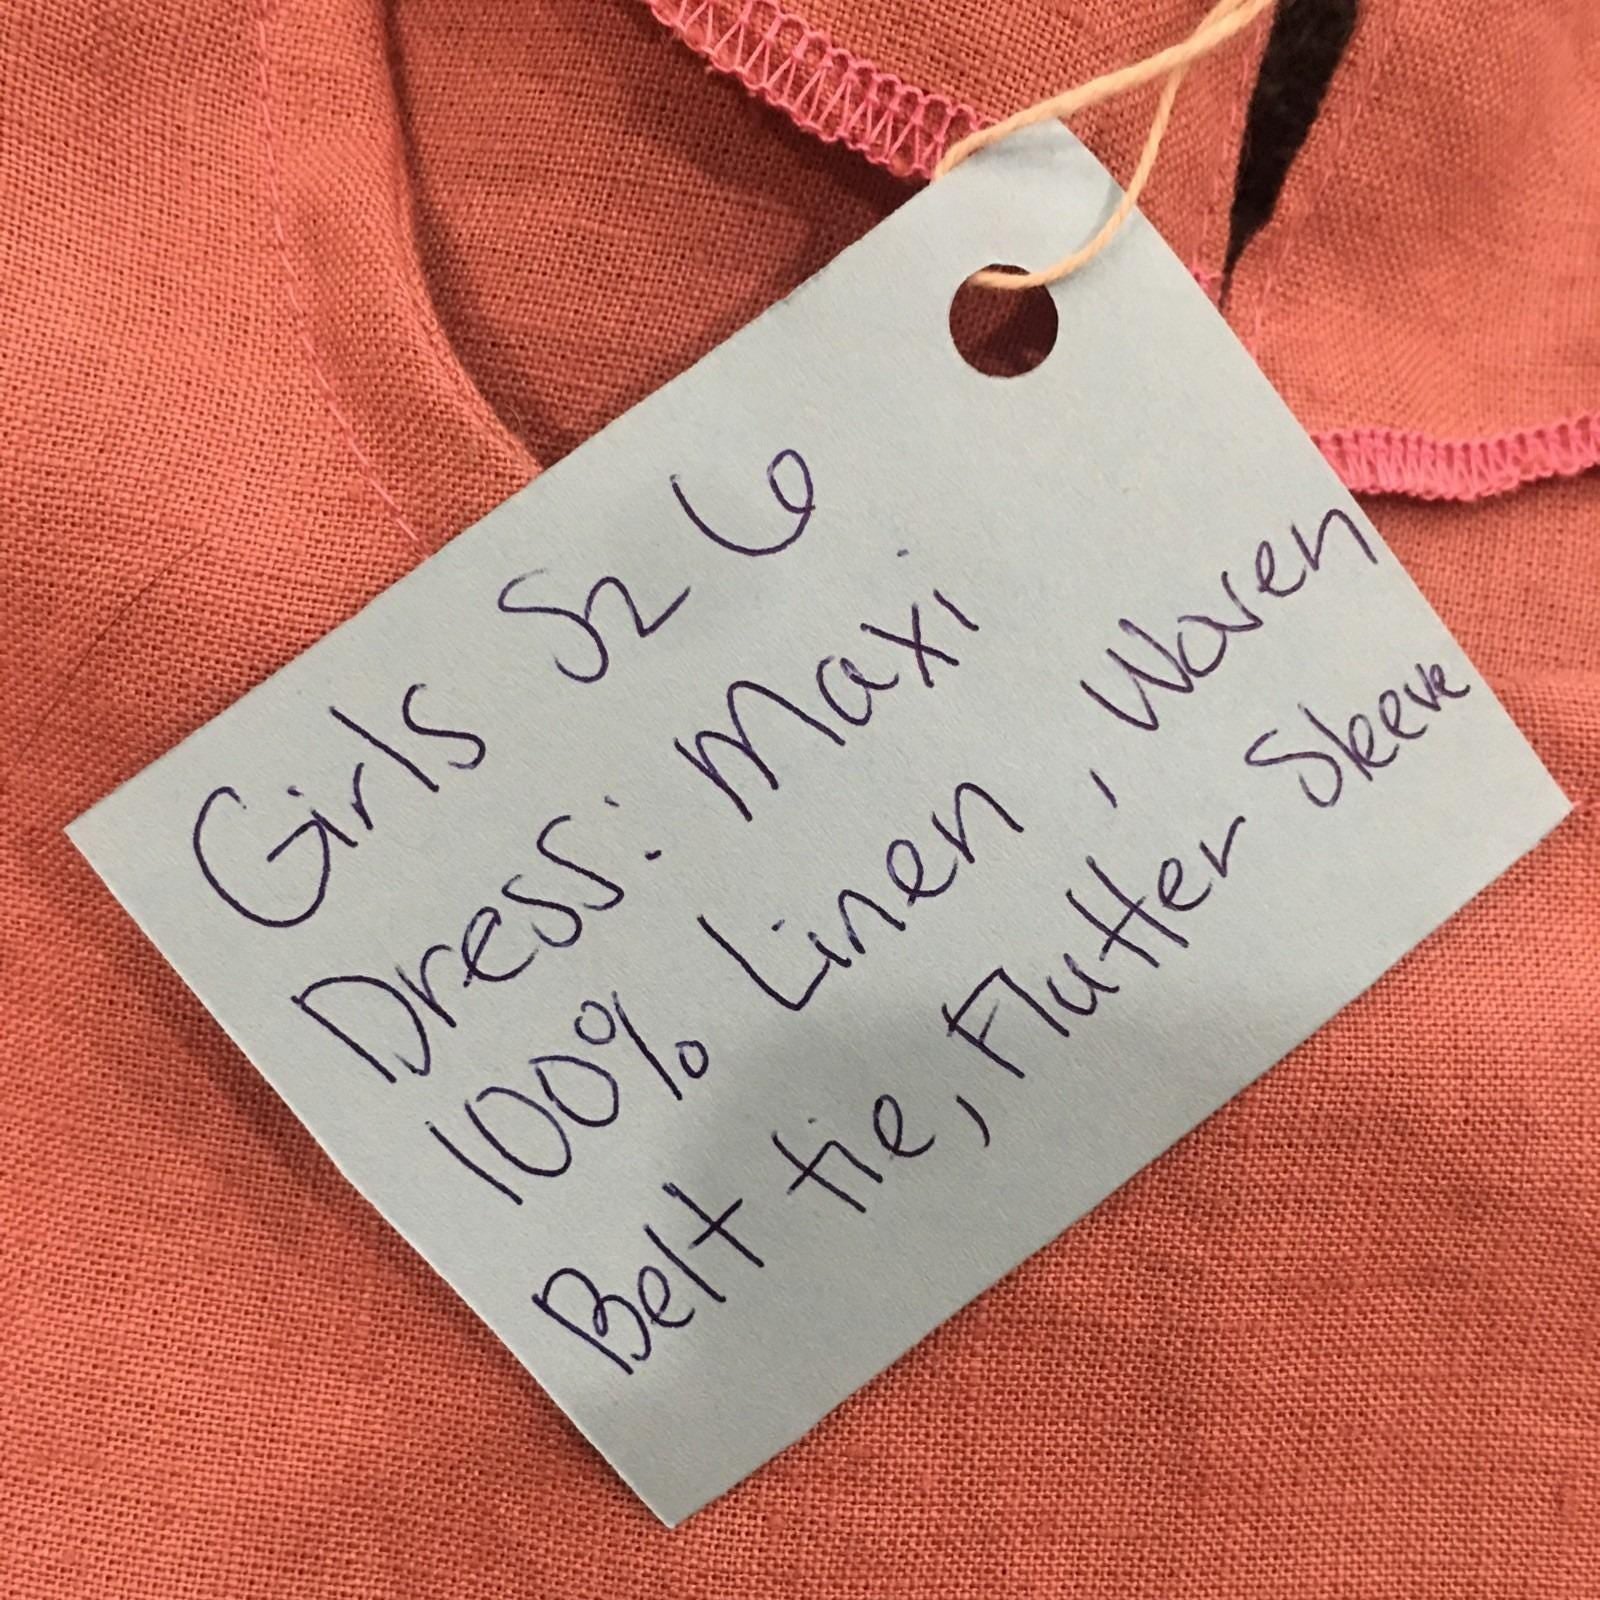 Girls Sz 6
Dress: Maxi
100% Linen, Woven
Belt tie, Flutter Sleeve